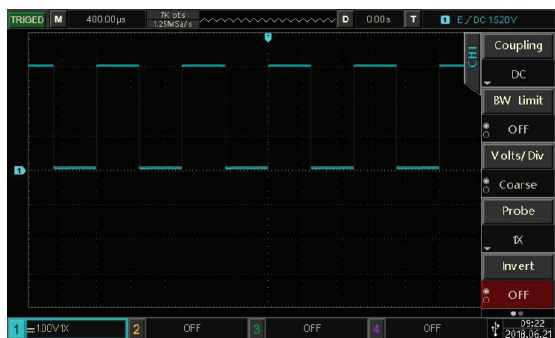 TRIGED M 400.00μs 7K pts D 0.00s T 1 E/DC 1.520V
1.25MSa/s
CH1
Coupling
DC
BW Limit
OFF
Volts/Div
Coarse
Probe
1X
Invert
OFF
1
1 1.00V 1X 2 OFF 3 OFF 4 OFF 09:22
2018.06.21